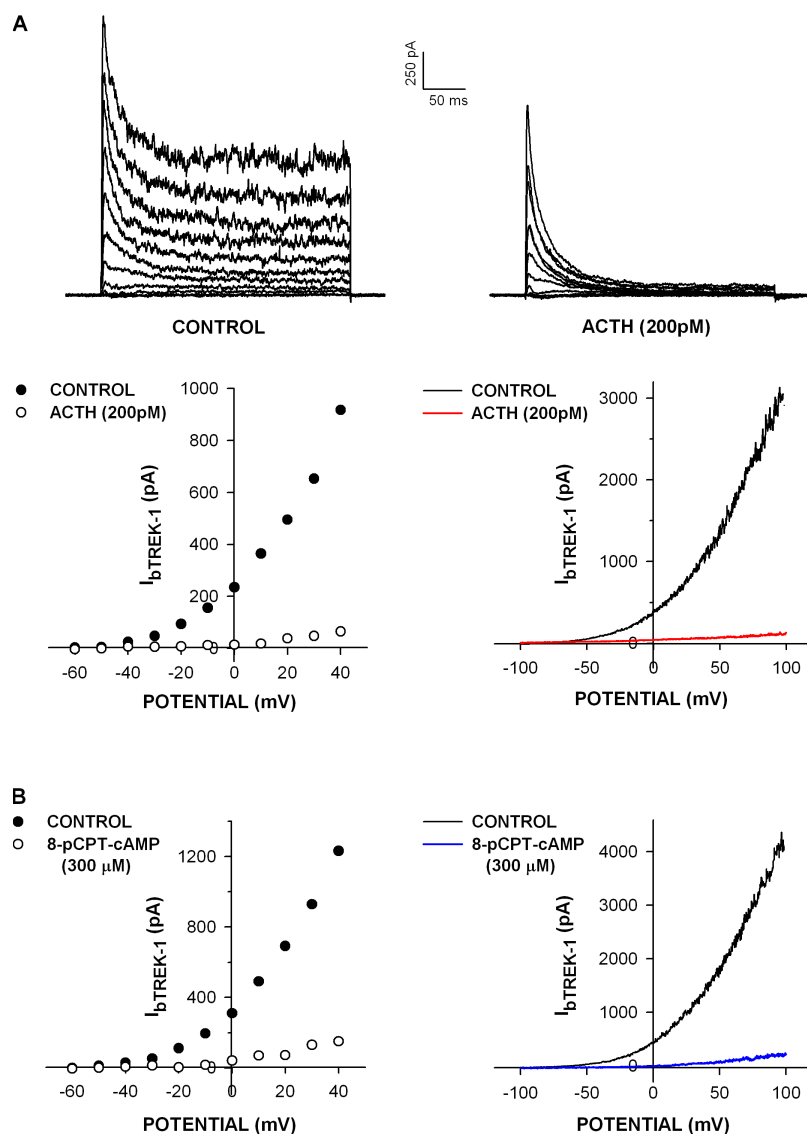 A
250 pA
50 ms
CONTROL
ACTH (200pM)
CONTROL
ACTH (200pM)
I_bTREK-1 (pA)
1000
800
600
400
200
0
-60 -40 -20 0 20 40
POTENTIAL (mV)
CONTROL
ACTH (200pM)
I_bTREK-1 (pA)
3000
2000
1000
0
-100 -50 0 50 100
POTENTIAL (mV)
B
CONTROL
8-pCPT-cAMP
(300 μM)
I_bTREK-1 (pA)
1200
800
400
0
-60 -40 -20 0 20 40
POTENTIAL (mV)
CONTROL
8-pCPT-cAMP
(300 μM)
I_bTREK-1 (pA)
4000
3000
2000
1000
0
-100 -50 0 50 100
POTENTIAL (mV)